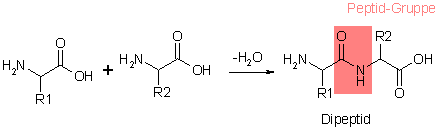 Peptid-Gruppe
H2N O OH R1 + H2N O OH R2 -H2O H2N O R1 N H R2 O OH
Dipeptid